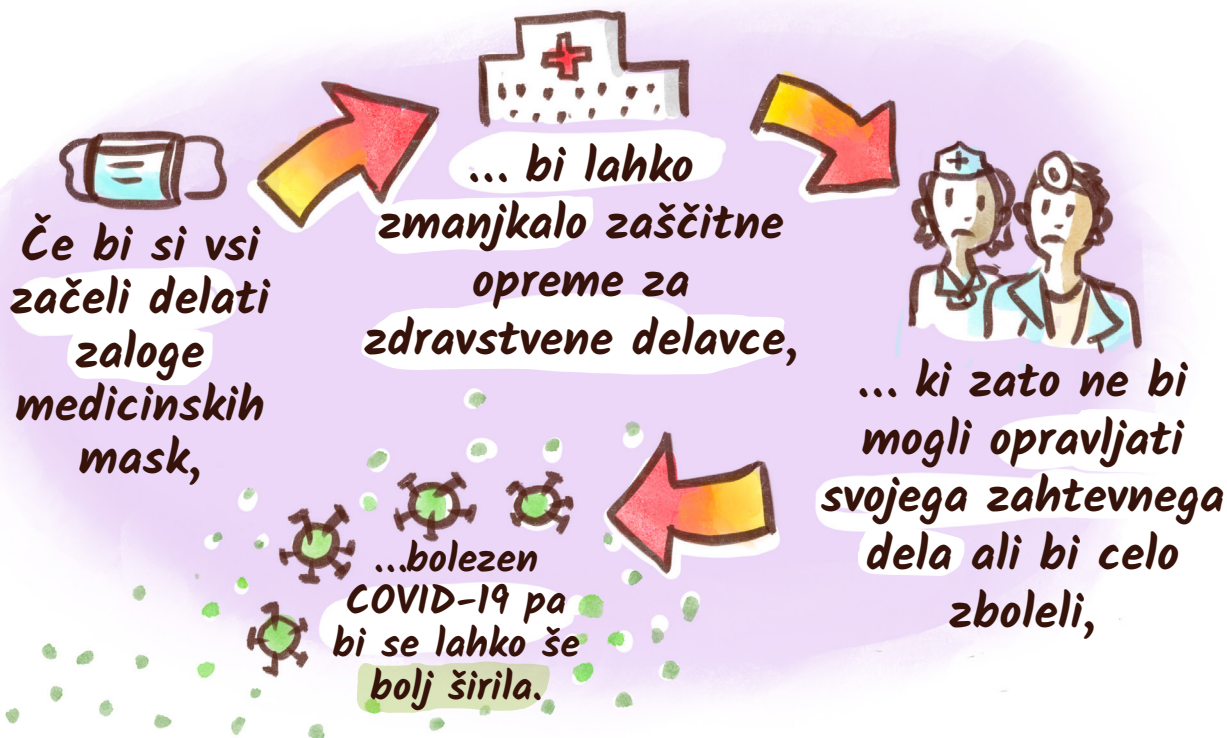 Če bi si vsi
začeli delati
zaloge
medicinskih
mask,
... bi lahko
zmanjkalo zaščitne
opreme za
zdravstvene delavce,
... ki zato ne bi
mogli opravljati
svojega zahtevnega
dela ali bi celo
zboleli,
...bolezen
COVID-19 pa
bi se lahko še
bolj širila.